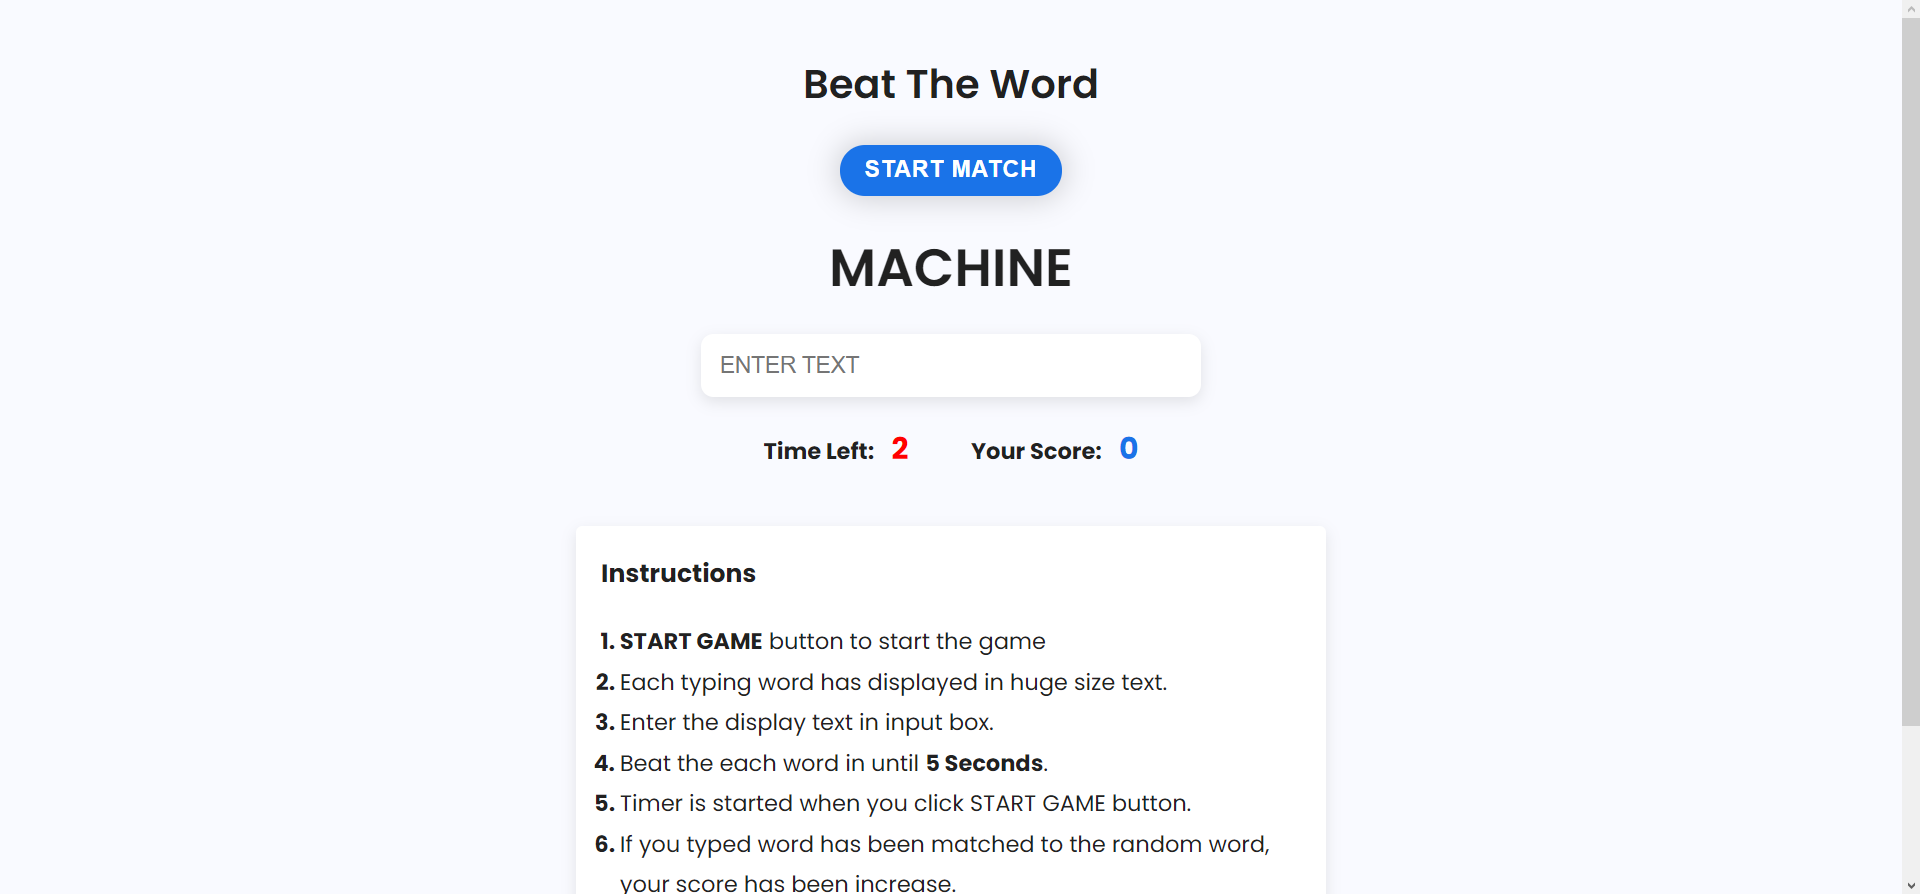 Beat The Word
START MATCH
MACHINE
ENTER TEXT
Time Left: 2 Your Score: 0
Instructions
1. START GAME button to start the game
2. Each typing word has displayed in huge size text.
3. Enter the display text in input box.
4. Beat the each word in until 5 Seconds.
5. Timer is started when you click START GAME button.
6. If you typed word has been matched to the random word,
your score has been increase.